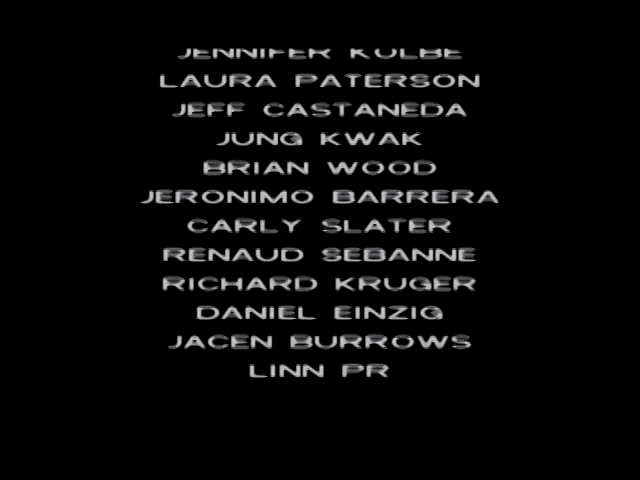 JENNIFER KOLBE
LAURA PATERSON
JEFF CASTANEDA
JUNG KWAK
BRIAN WOOD
JERONIMO BARRERA
CARLY SLATER
RENAUD SEBANNE
RICHARD KRUGER
DANIEL EINZIG
JACEN BURROWS
LINN PR